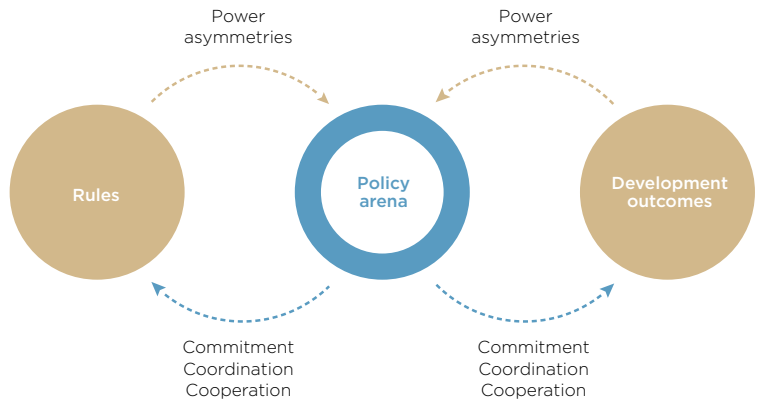 Power
asymmetries
Power
asymmetries
Rules
Policy
arena
Development
outcomes
Commitment
Coordination
Cooperation
Commitment
Coordination
Cooperation